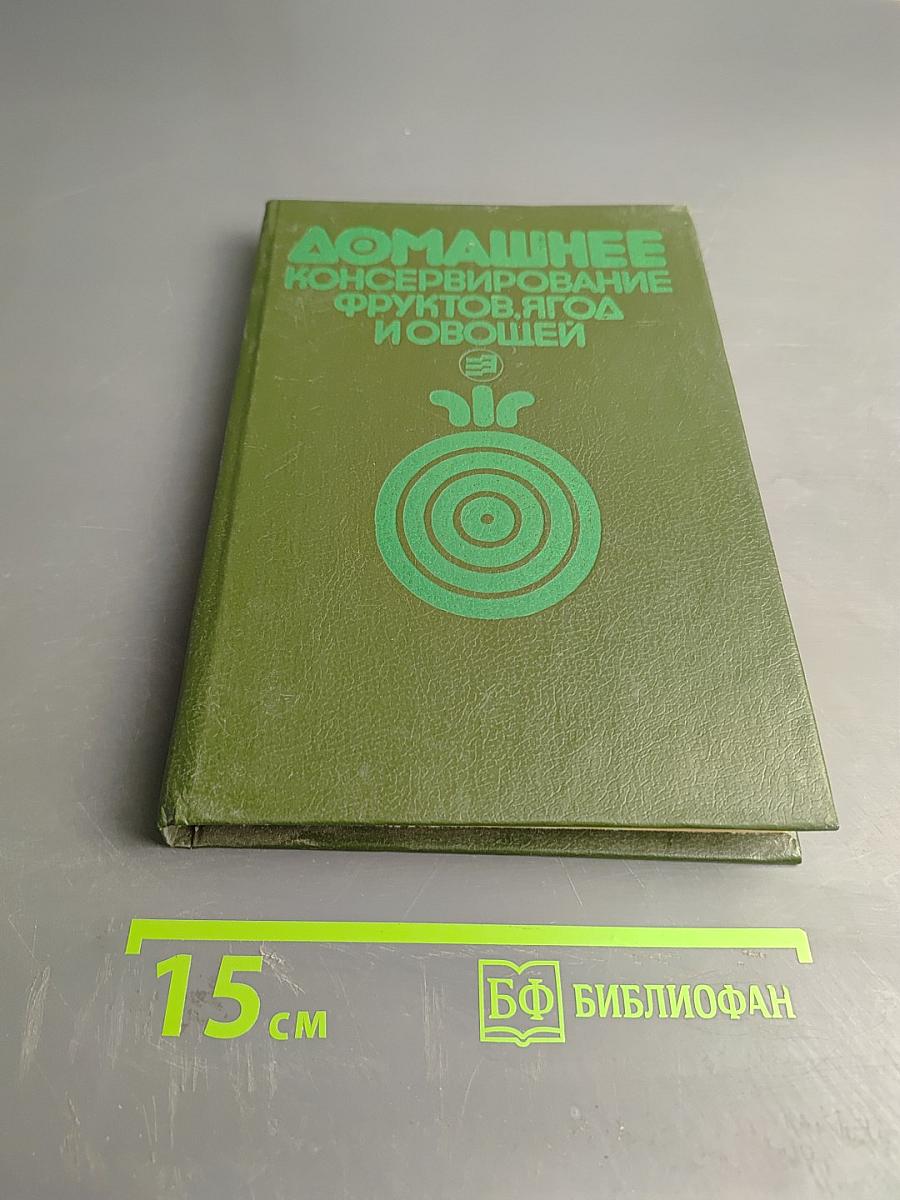 ДОМАШНЕЕ
КОНСЕРВИРОВАНИЕ
ФРУКТОВ, ЯГОД
И ОВОЩЕЙ
15 см
БФ БИБЛИОФАН